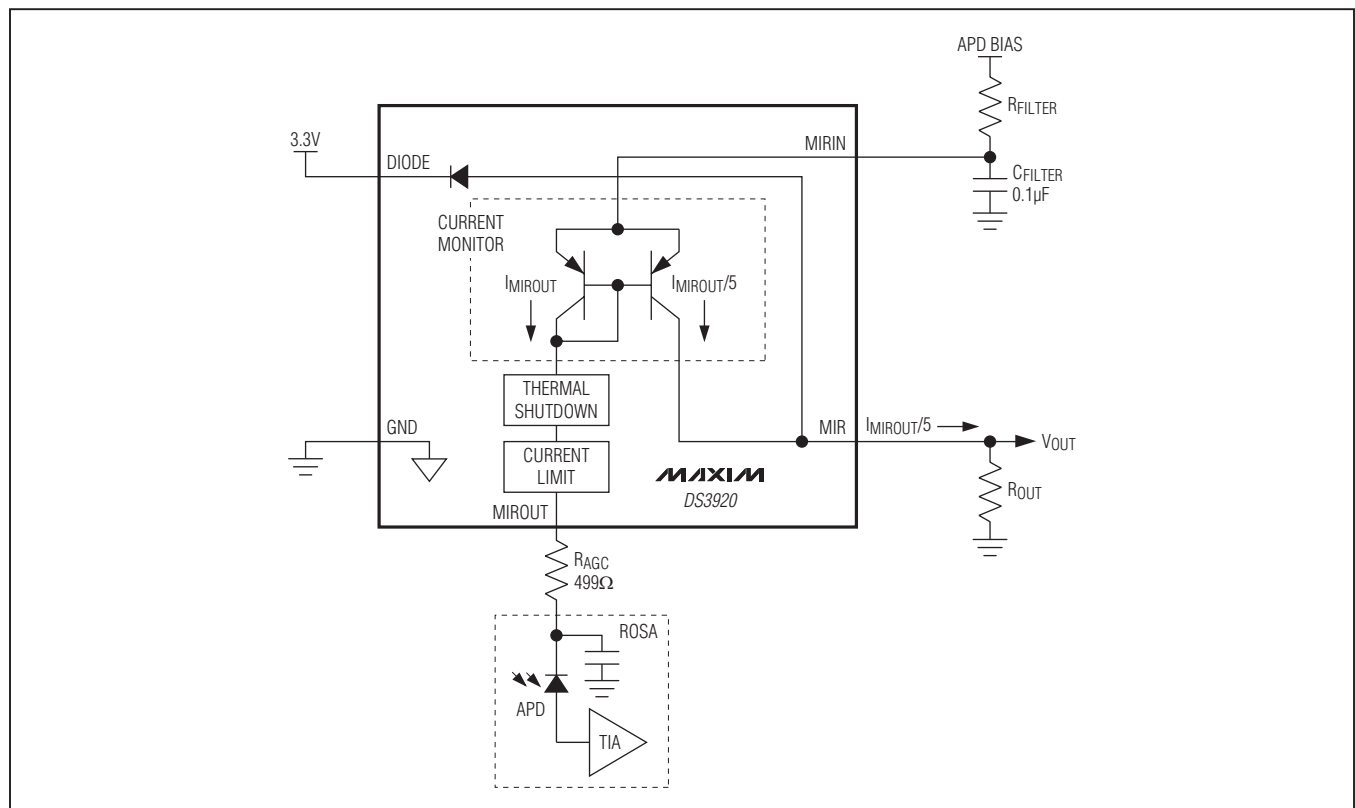 APD BIAS
RFILTER
3.3V
DIODE
MIRIN
CFILTER
0.1µF
CURRENT
MONITOR
IMIROUT
IMIROUT/5
THERMAL
SHUTDOWN
GND
MIR
IMIROUT/5
VOUT
CURRENT
LIMIT
MAXIM
DS3920
ROUT
MIROUT
RAGC
499Ω
ROSA
APD
TIA